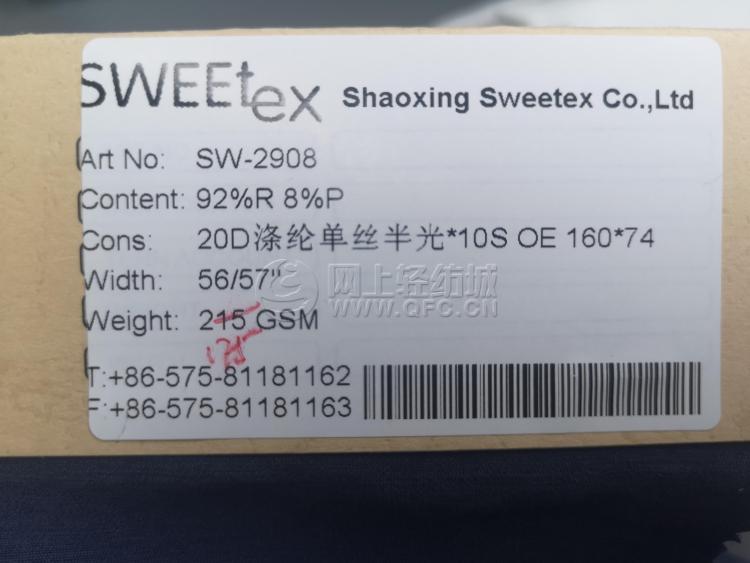 SWEEtex
Shaoxing Sweetex Co.,Ltd
Art No: SW-2908
Content: 92%R 8%P
Cons: 20D涤纶单丝半光*10S OE 160*74
Width: 56/57"
Weight: 215 GSM
175
T:+86-575-81181162
F:+86-575-81181163
网上轻纺城
WWW.QFC.CN